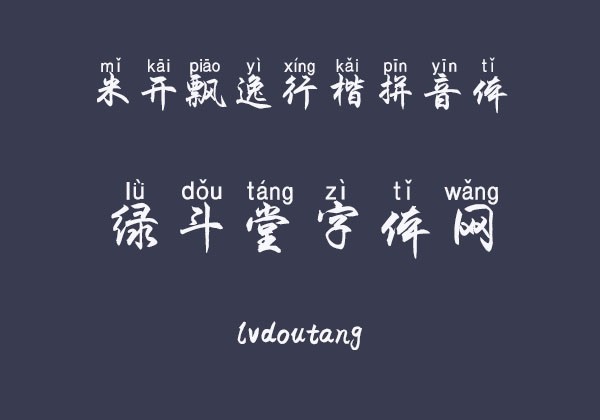 mǐ kāi piāo yì xíng kǎi pīn yīn tǐ
米开飘逸行楷拼音体
lǜ dǒu táng zì tǐ wǎng
绿斗堂字体网
lvdoutang